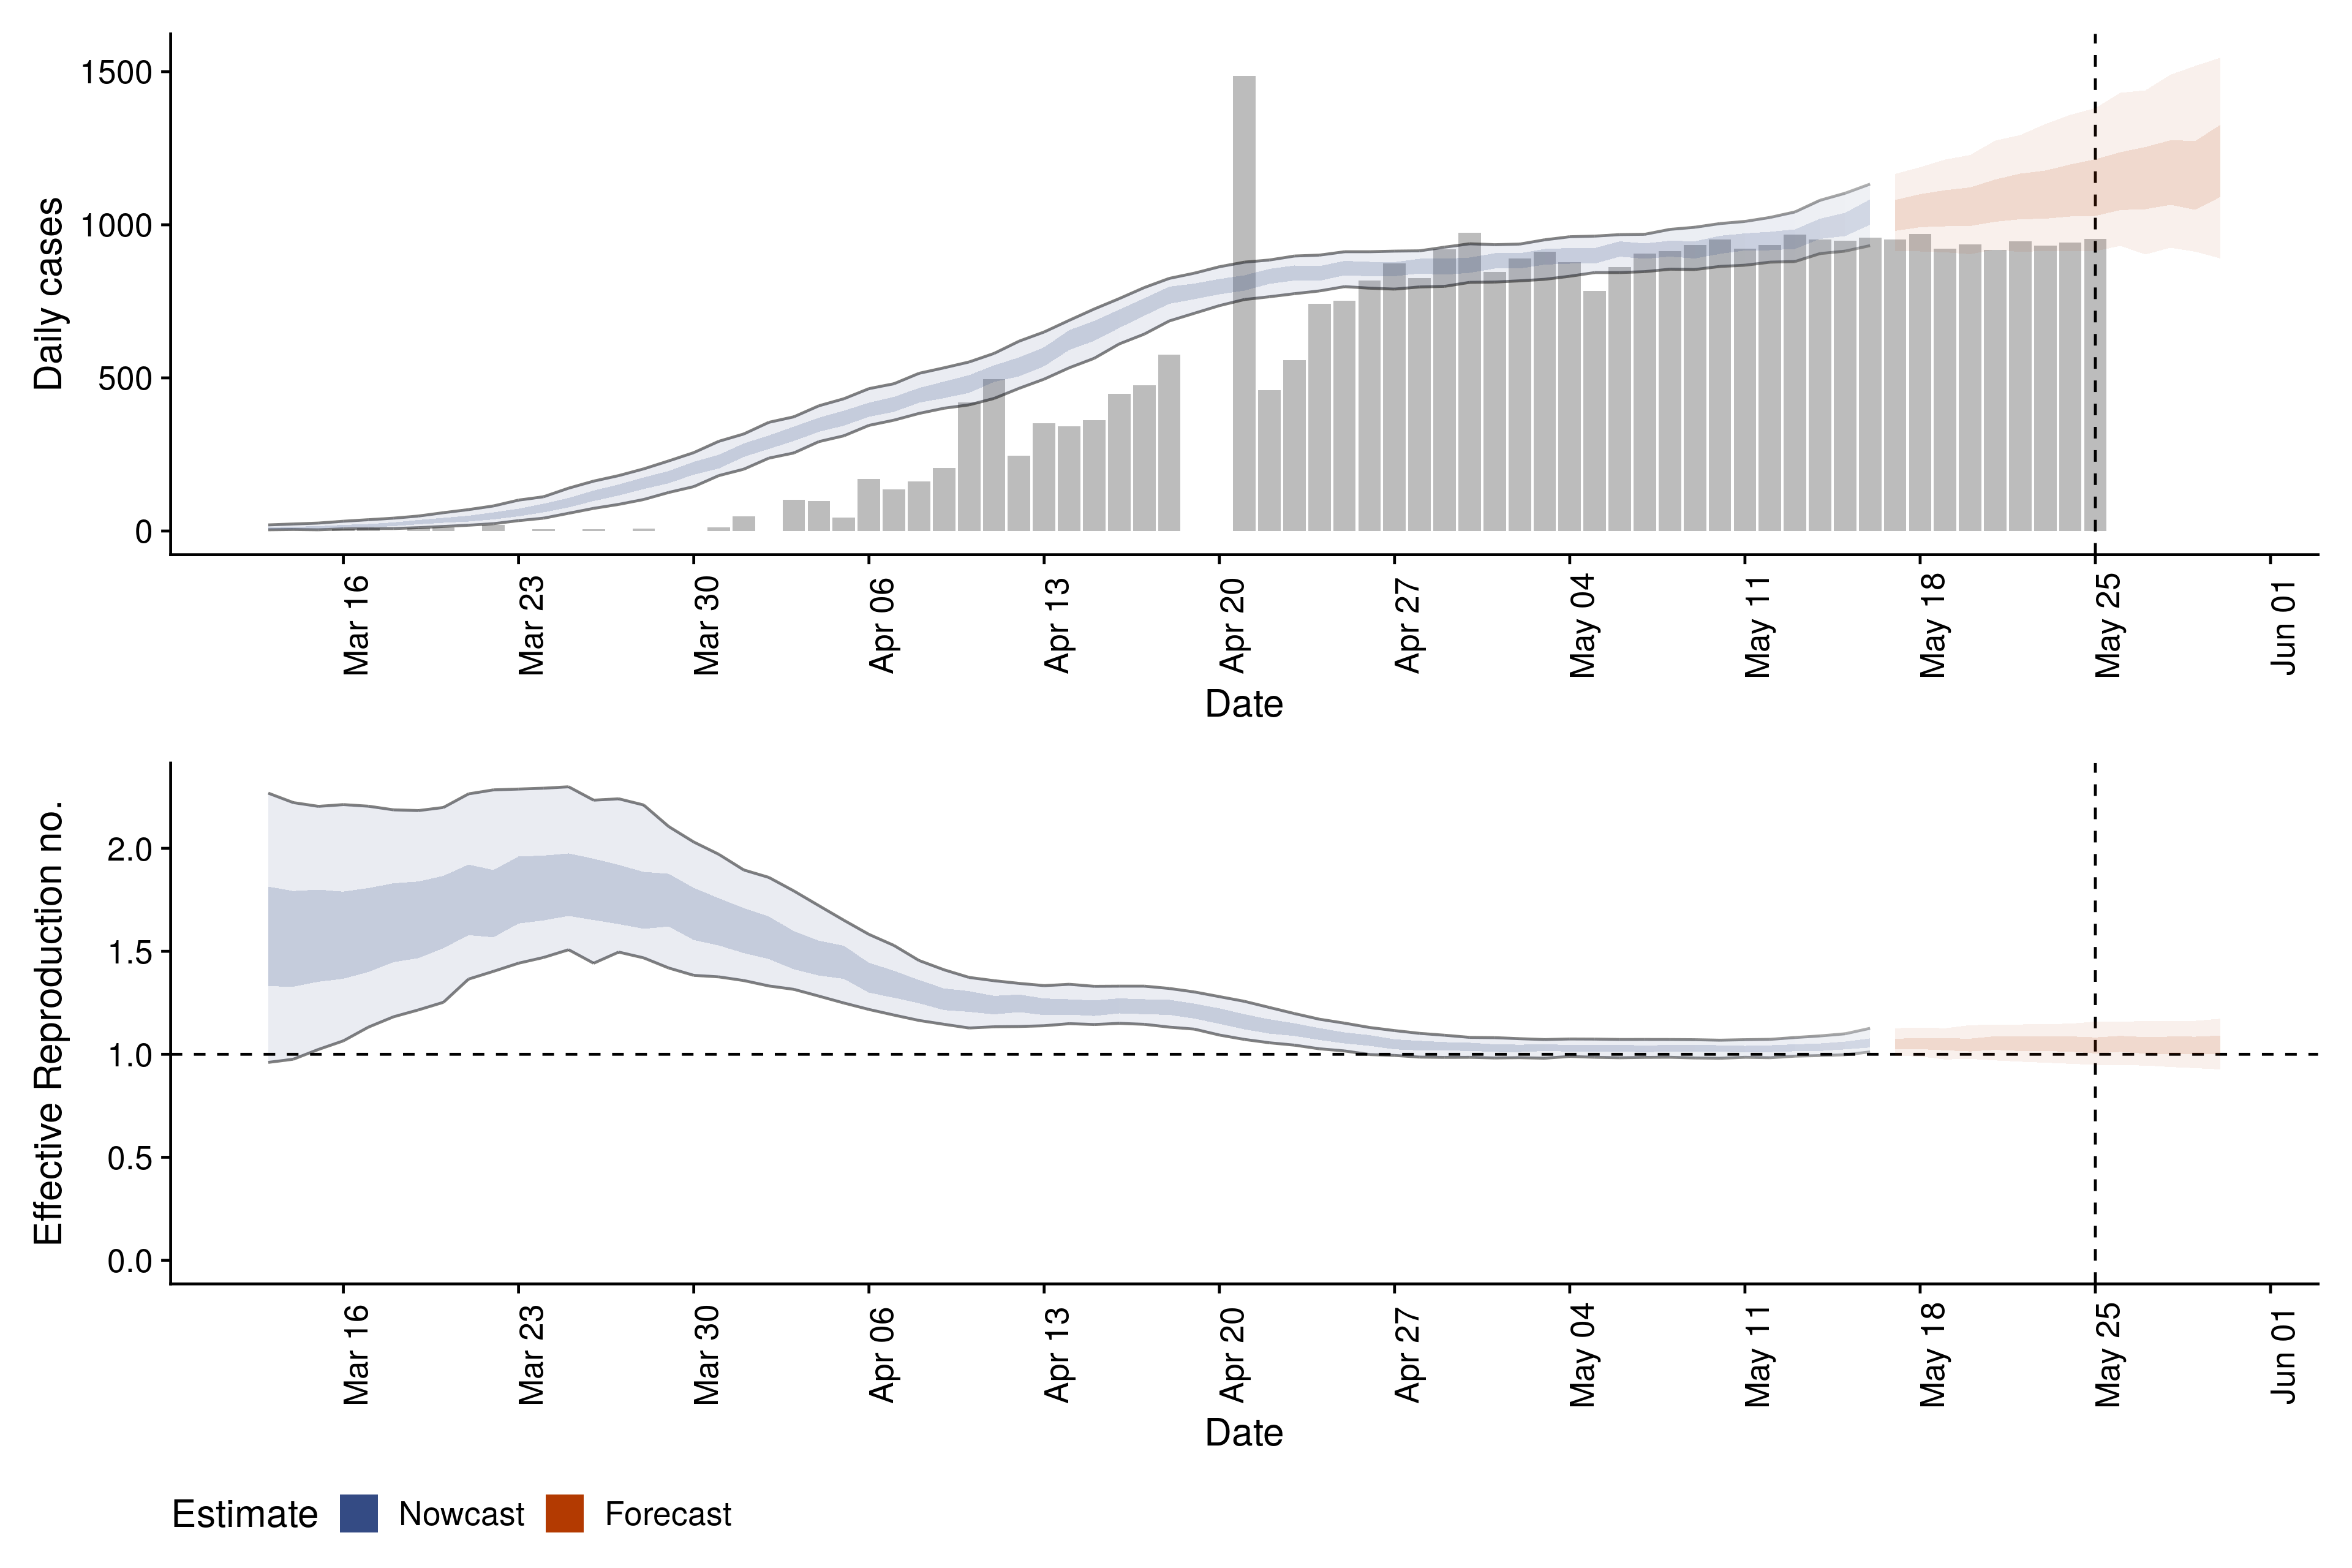 1500
1000
500
0
Daily cases
Mar 16
Mar 23
Mar 30
Apr 06
Apr 13
Apr 20
Apr 27
May 04
May 11
May 18
May 25
Jun 01
Date
2.0
1.5
1.0
0.5
0.0
Effective Reproduction no.
Mar 16
Mar 23
Mar 30
Apr 06
Apr 13
Apr 20
Apr 27
May 04
May 11
May 18
May 25
Jun 01
Date
Estimate Nowcast Forecast